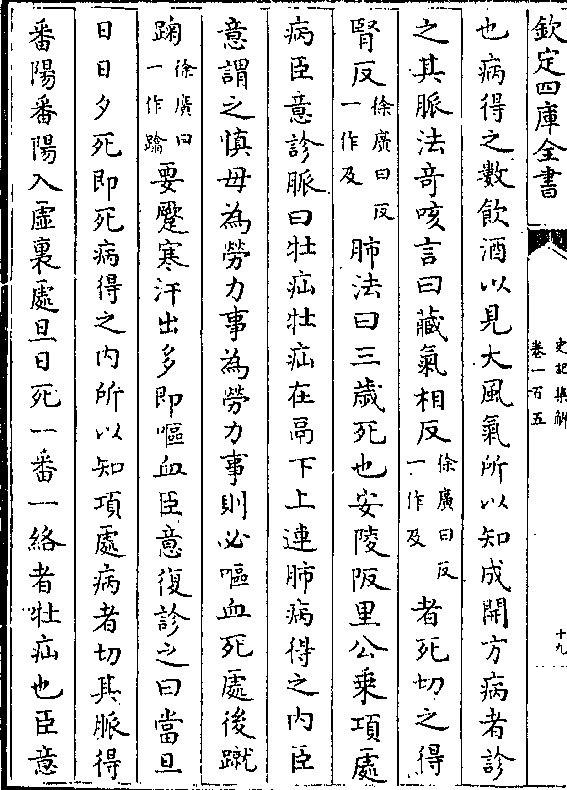 欽定四庫全書
史記集解
卷一百五
十九
也病得之數飲酒以見大風氣所以知成開方病者診
之其脈法奇咳言曰藏氣相反徐廣曰反一作及者死切之得
腎反徐廣曰反一作及肺法曰三歲死也安陵阪里公乘項處
病臣意診脈曰牡疝牡疝在鬲下上連肺病得之內臣
意謂之慎毋為勞力事為勞力事則必嘔血死處後蹴
踘徐廣曰一作蹹要蹷寒汗出多即嘔血臣意復診之曰當旦
日日夕死即死病得之內所以知項處病者切其脈得
番陽番陽入虛裏處旦日死一番一絡者牡疝也臣意